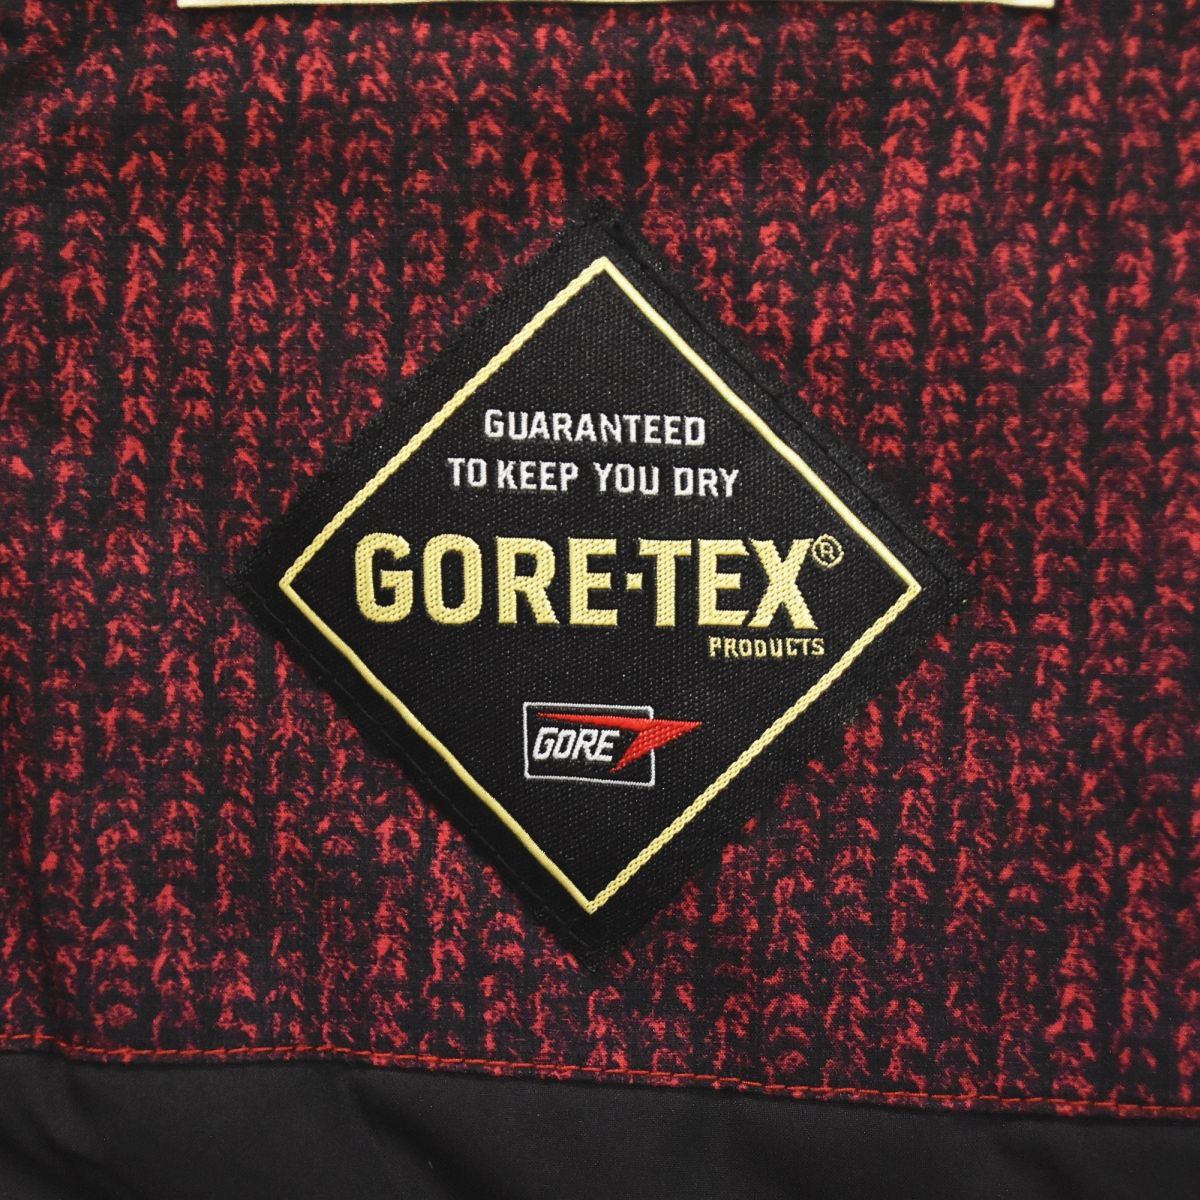 GUARANTEED
TO KEEP YOU DRY
GORE-TEX®
PRODUCTS
GORE